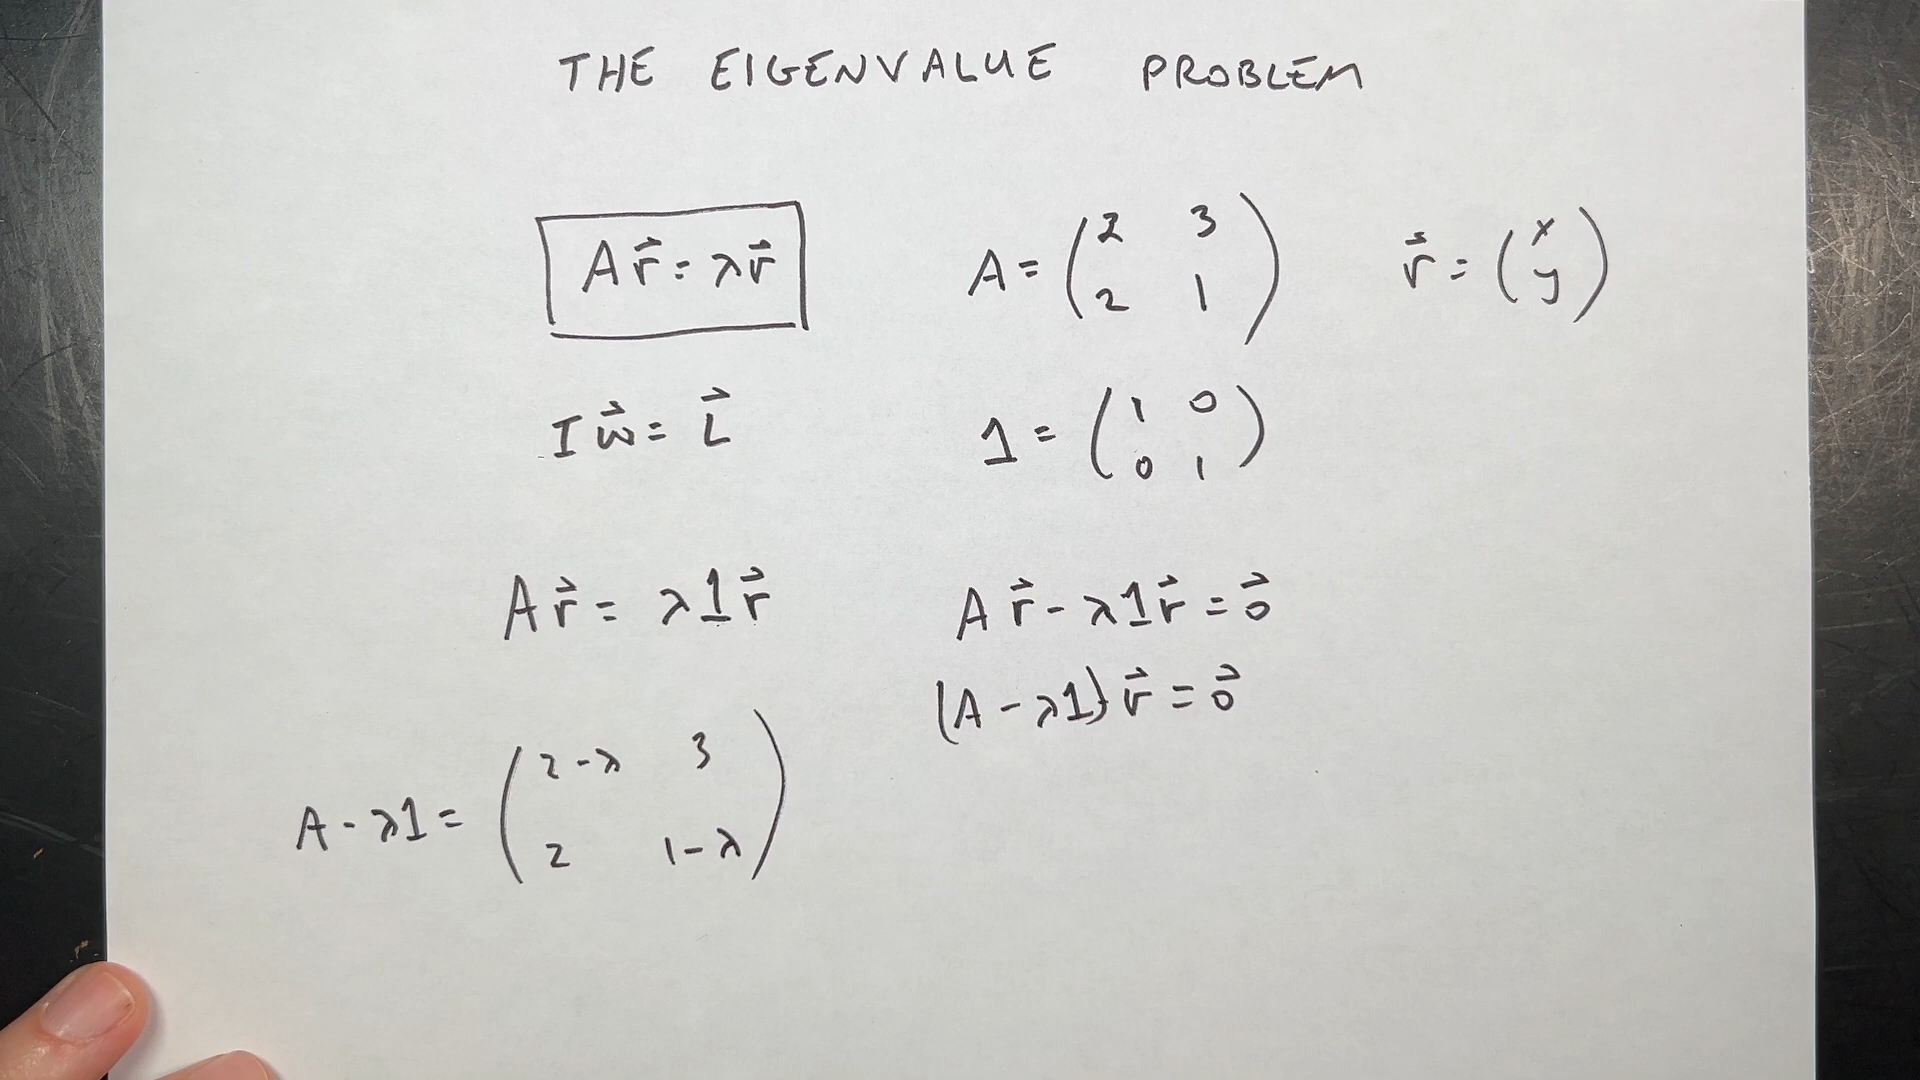 THE EIGENVALUE PROBLEM
A r⃗ = λ r⃗
A = (2 3
2 1)
r⃗ = (x
y)
I ω⃗ = L⃗
1 = (1 0
0 1)
A r⃗ = λ 1 r⃗
A r⃗ - λ 1 r⃗ = 0⃗
(A - λ1) r⃗ = 0⃗
A - λ1 = (2-λ 3
2 1-λ)